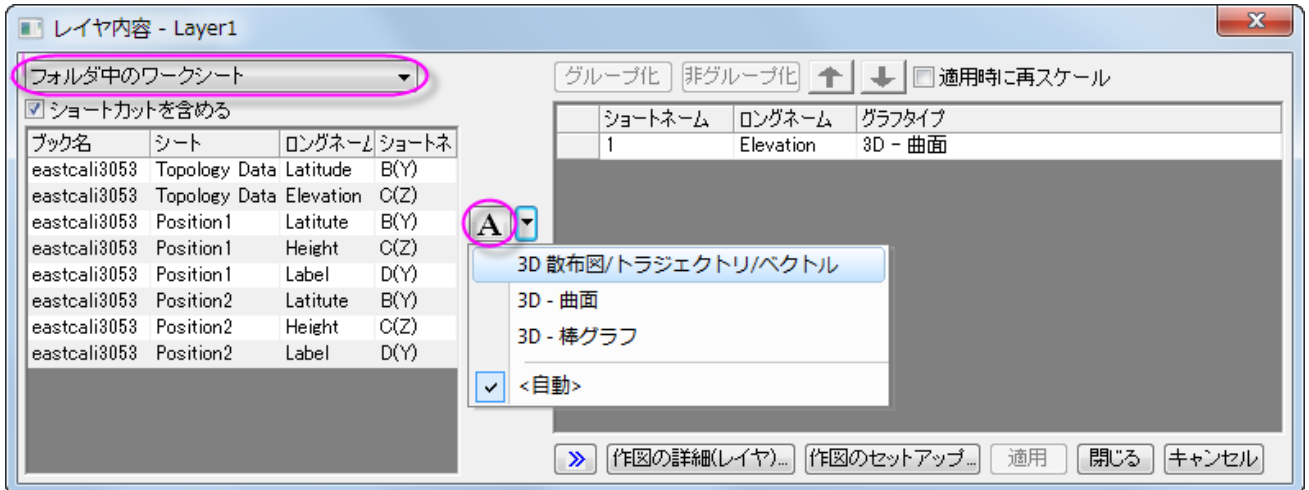 レイヤ内容 - Layer1
フォルダ中のワークシート
ショートカットを含める
ブック名 シート ロングネーム ショートネ
eastcali3053 Topology Data Latitude B(Y)
eastcali3053 Topology Data Elevation C(Z)
eastcali3053 Position1 Latitute B(Y)
eastcali3053 Position1 Height C(Z)
eastcali3053 Position1 Label D(Y)
eastcali3053 Position2 Latitute B(Y)
eastcali3053 Position2 Height C(Z)
eastcali3053 Position2 Label D(Y)
A
3D 散布図/トラジェクトリ/ベクトル
3D - 曲面
3D - 棒グラフ
<自動>
グループ化 非グループ化 適用時に再スケール
ショートネーム ロングネーム グラフタイプ
1 Elevation 3D - 曲面
作図の詳細(レイヤ)... 作図のセットアップ... 適用 閉じる キャンセル